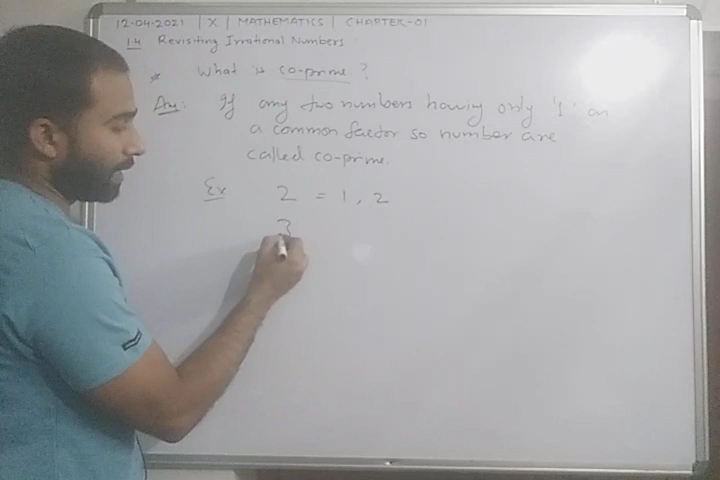 12-04-2021 | X | MATHEMATICS | CHAPTER-01
1.4 Revisiting Irrational Numbers
* What is co-prime ?
Ans: If any two numbers having only '1' as
a common factor so number are
called co-prime.
Ex 2 = 1, 2
3